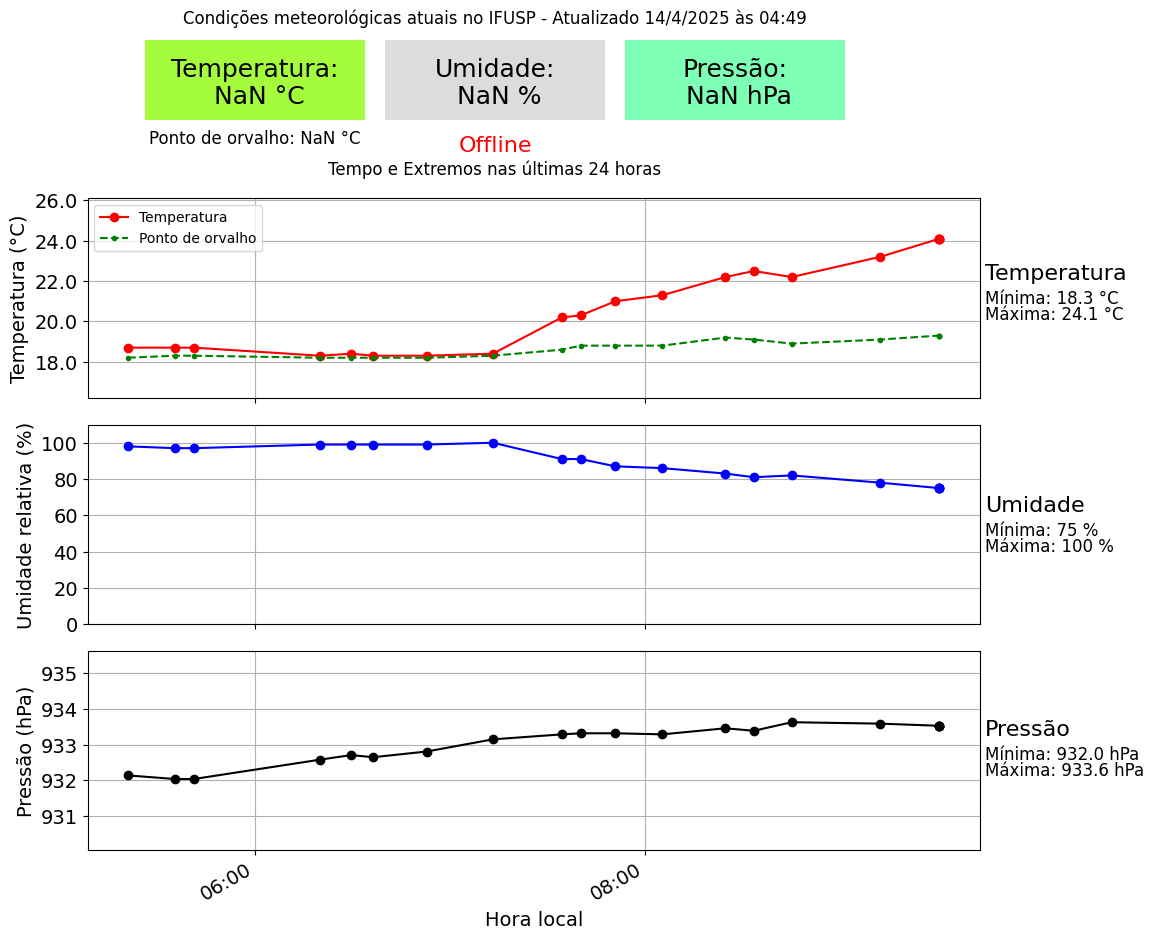 Condições meteorológicas atuais no IFUSP - Atualizado 14/4/2025 às 04:49
Temperatura:
NaN °C
Umidade:
NaN %
Pressão:
NaN hPa
Ponto de orvalho: NaN °C
Offline
Tempo e Extremos nas últimas 24 horas
Temperatura (°C)
26.0
24.0
22.0
20.0
18.0
Temperatura
Ponto de orvalho
Temperatura
Mínima: 18.3 °C
Máxima: 24.1 °C
Umidade relativa (%)
100
80
60
40
20
0
Umidade
Mínima: 75 %
Máxima: 100 %
Pressão (hPa)
935
934
933
932
931
Pressão
Mínima: 932.0 hPa
Máxima: 933.6 hPa
06:00
08:00
Hora local